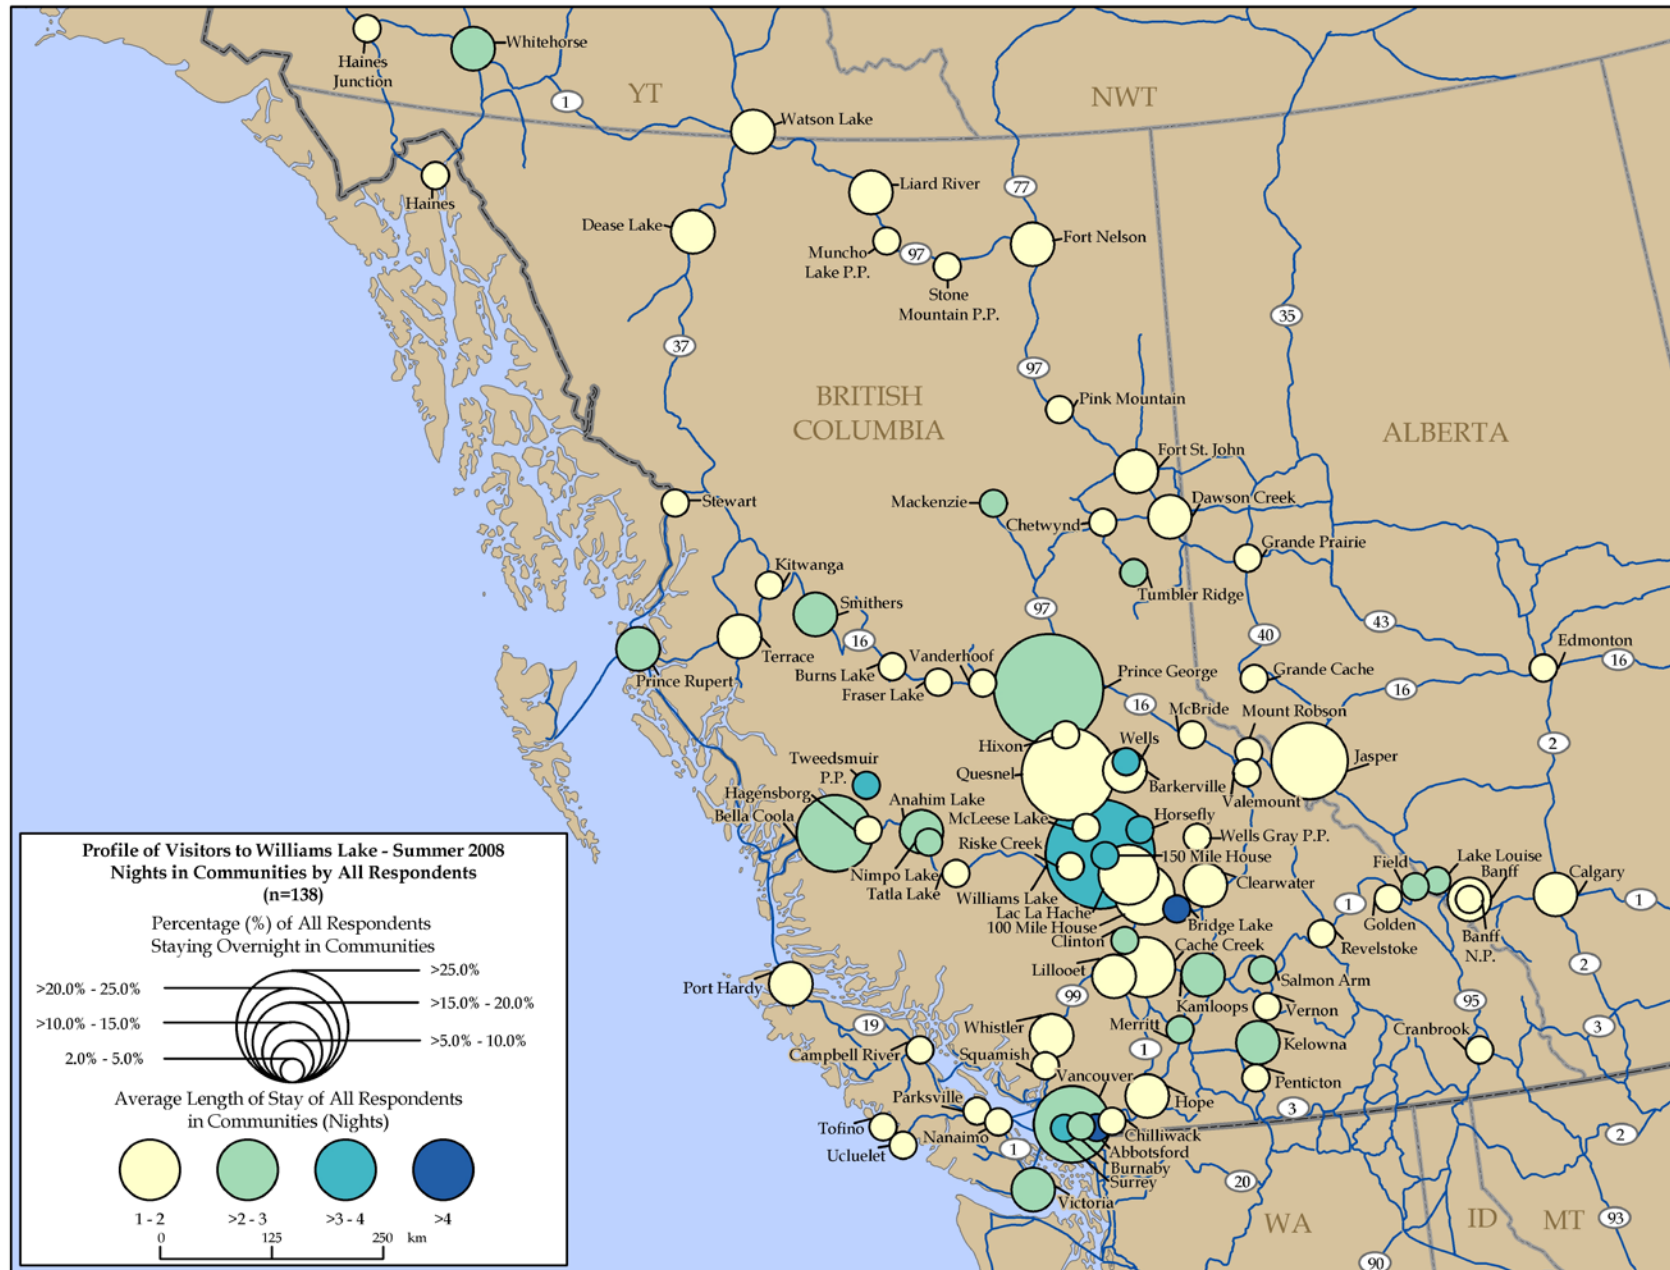 Haines
Junction
Whitehorse
1
YT
NWT
Watson Lake
Haines
Liard River
77
Dease Lake
Fort Nelson
Muncho
Lake P.P.
97
Stone
Mountain P.P.
35
37
97
BRITISH
COLUMBIA
Pink Mountain
ALBERTA
Fort St. John
Stewart
Mackenzie
Dawson Creek
Chetwynd
Grande Prairie
Kitwanga
Tumbler Ridge
Smithers
97
40
43
16
Edmonton
16
Terrace
Vanderhoof
Burns Lake
Fraser Lake
Prince Rupert
Prince George
Grande Cache
16
16
McBride
Mount Robson
Hixon
Wells
2
Jasper
Tweedsmuir
P.P.
Quesnel
Barkerville
Valemount
Hagensborg
Anahim Lake
Bella Coola
McLeese Lake
Horsefly
Riske Creek
Wells Gray P.P.
150 Mile House
Nimpo Lake
Tatla Lake
Williams Lake
Clearwater
Field
Lake Louise
Banff
Calgary
1
Lac La Hache
100 Mile House
Bridge Lake
1
Golden
Banff
N.P.
Clinton
Cache Creek
Revelstoke
Lillooet
Salmon Arm
2
Port Hardy
99
Kamloops
95
Vernon
19
Whistler
Merritt
Cranbrook
3
Campbell River
Squamish
1
Kelowna
Vancouver
Penticton
Parksville
Hope
3
Tofino
Nanaimo
Chilliwack
2
Ucluelet
1
Abbotsford
Burnaby
Surrey
20
Victoria
WA
ID
MT
93
90
Profile of Visitors to Williams Lake - Summer 2008
Nights in Communities by All Respondents
(n=138)
Percentage (%) of All Respondents
Staying Overnight in Communities
>25.0%
>20.0% - 25.0%
>15.0% - 20.0%
>10.0% - 15.0%
>5.0% - 10.0%
2.0% - 5.0%
Average Length of Stay of All Respondents
in Communities (Nights)
1 - 2
>2 - 3
>3 - 4
>4
0
125
250
km